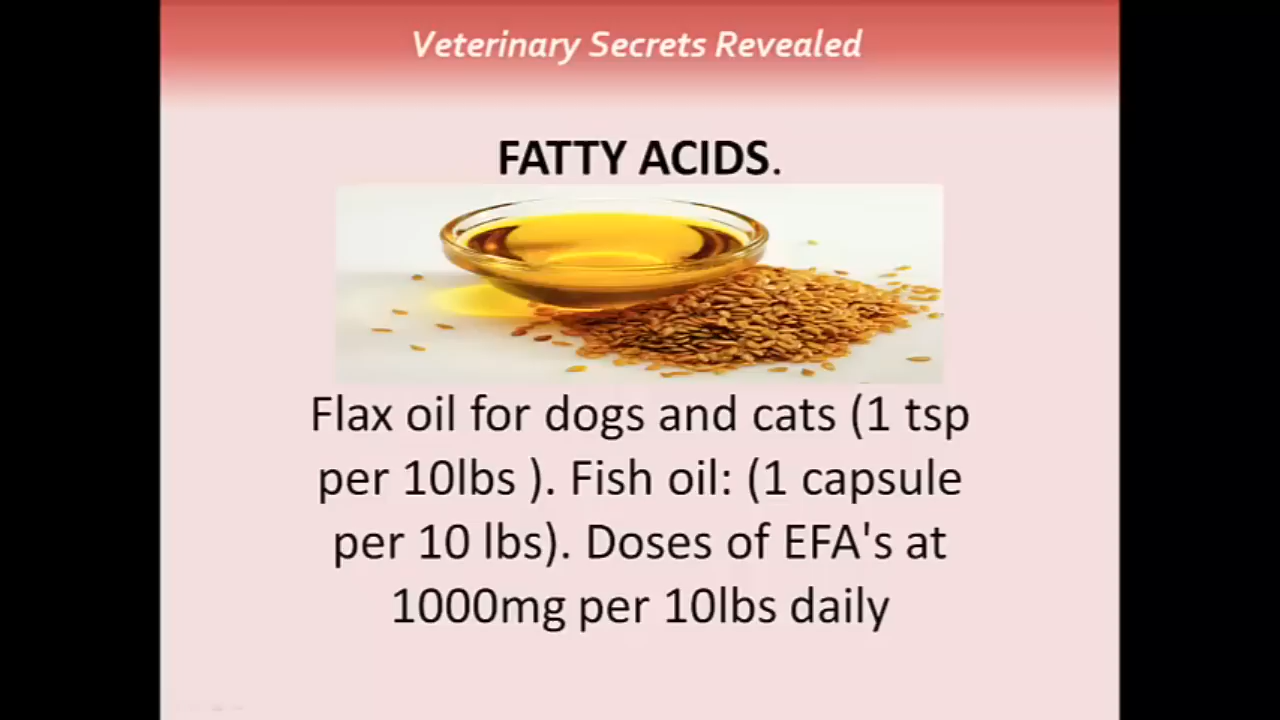 Veterinary Secrets Revealed
FATTY ACIDS.
Flax oil for dogs and cats (1 tsp
per 10lbs ). Fish oil: (1 capsule
per 10 lbs). Doses of EFA's at
1000mg per 10lbs daily